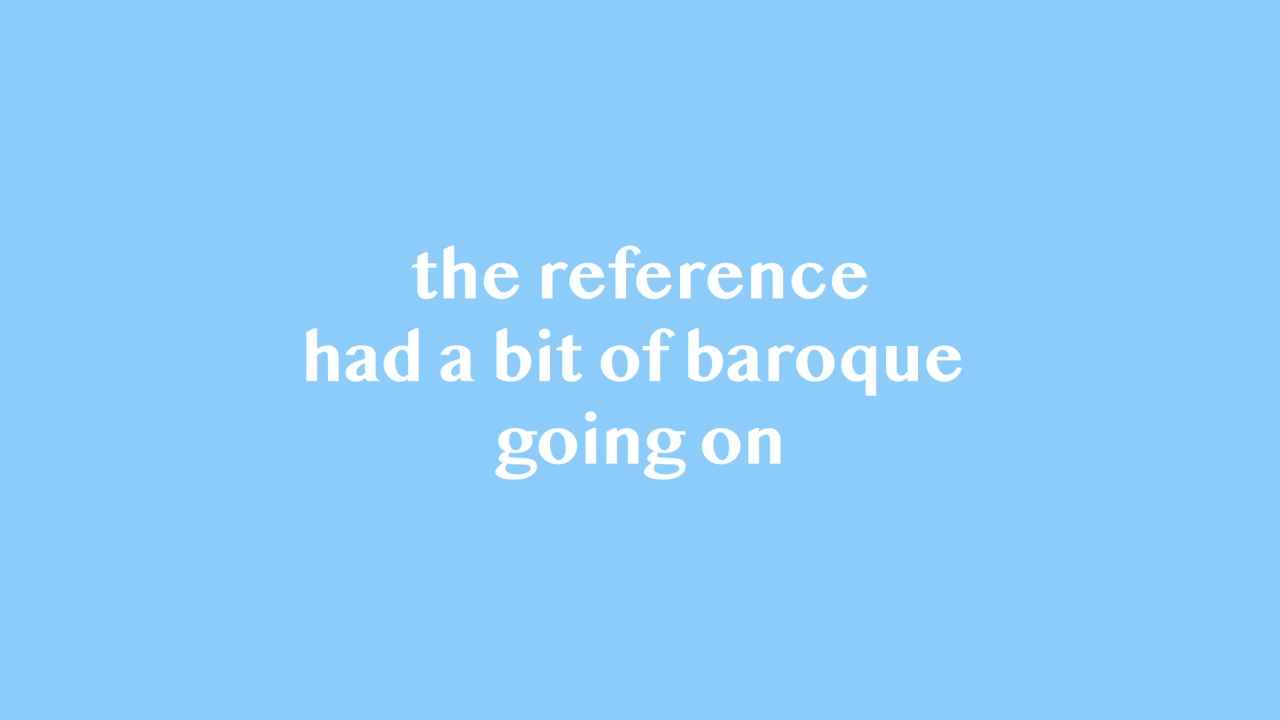 the reference
had a bit of baroque
going on